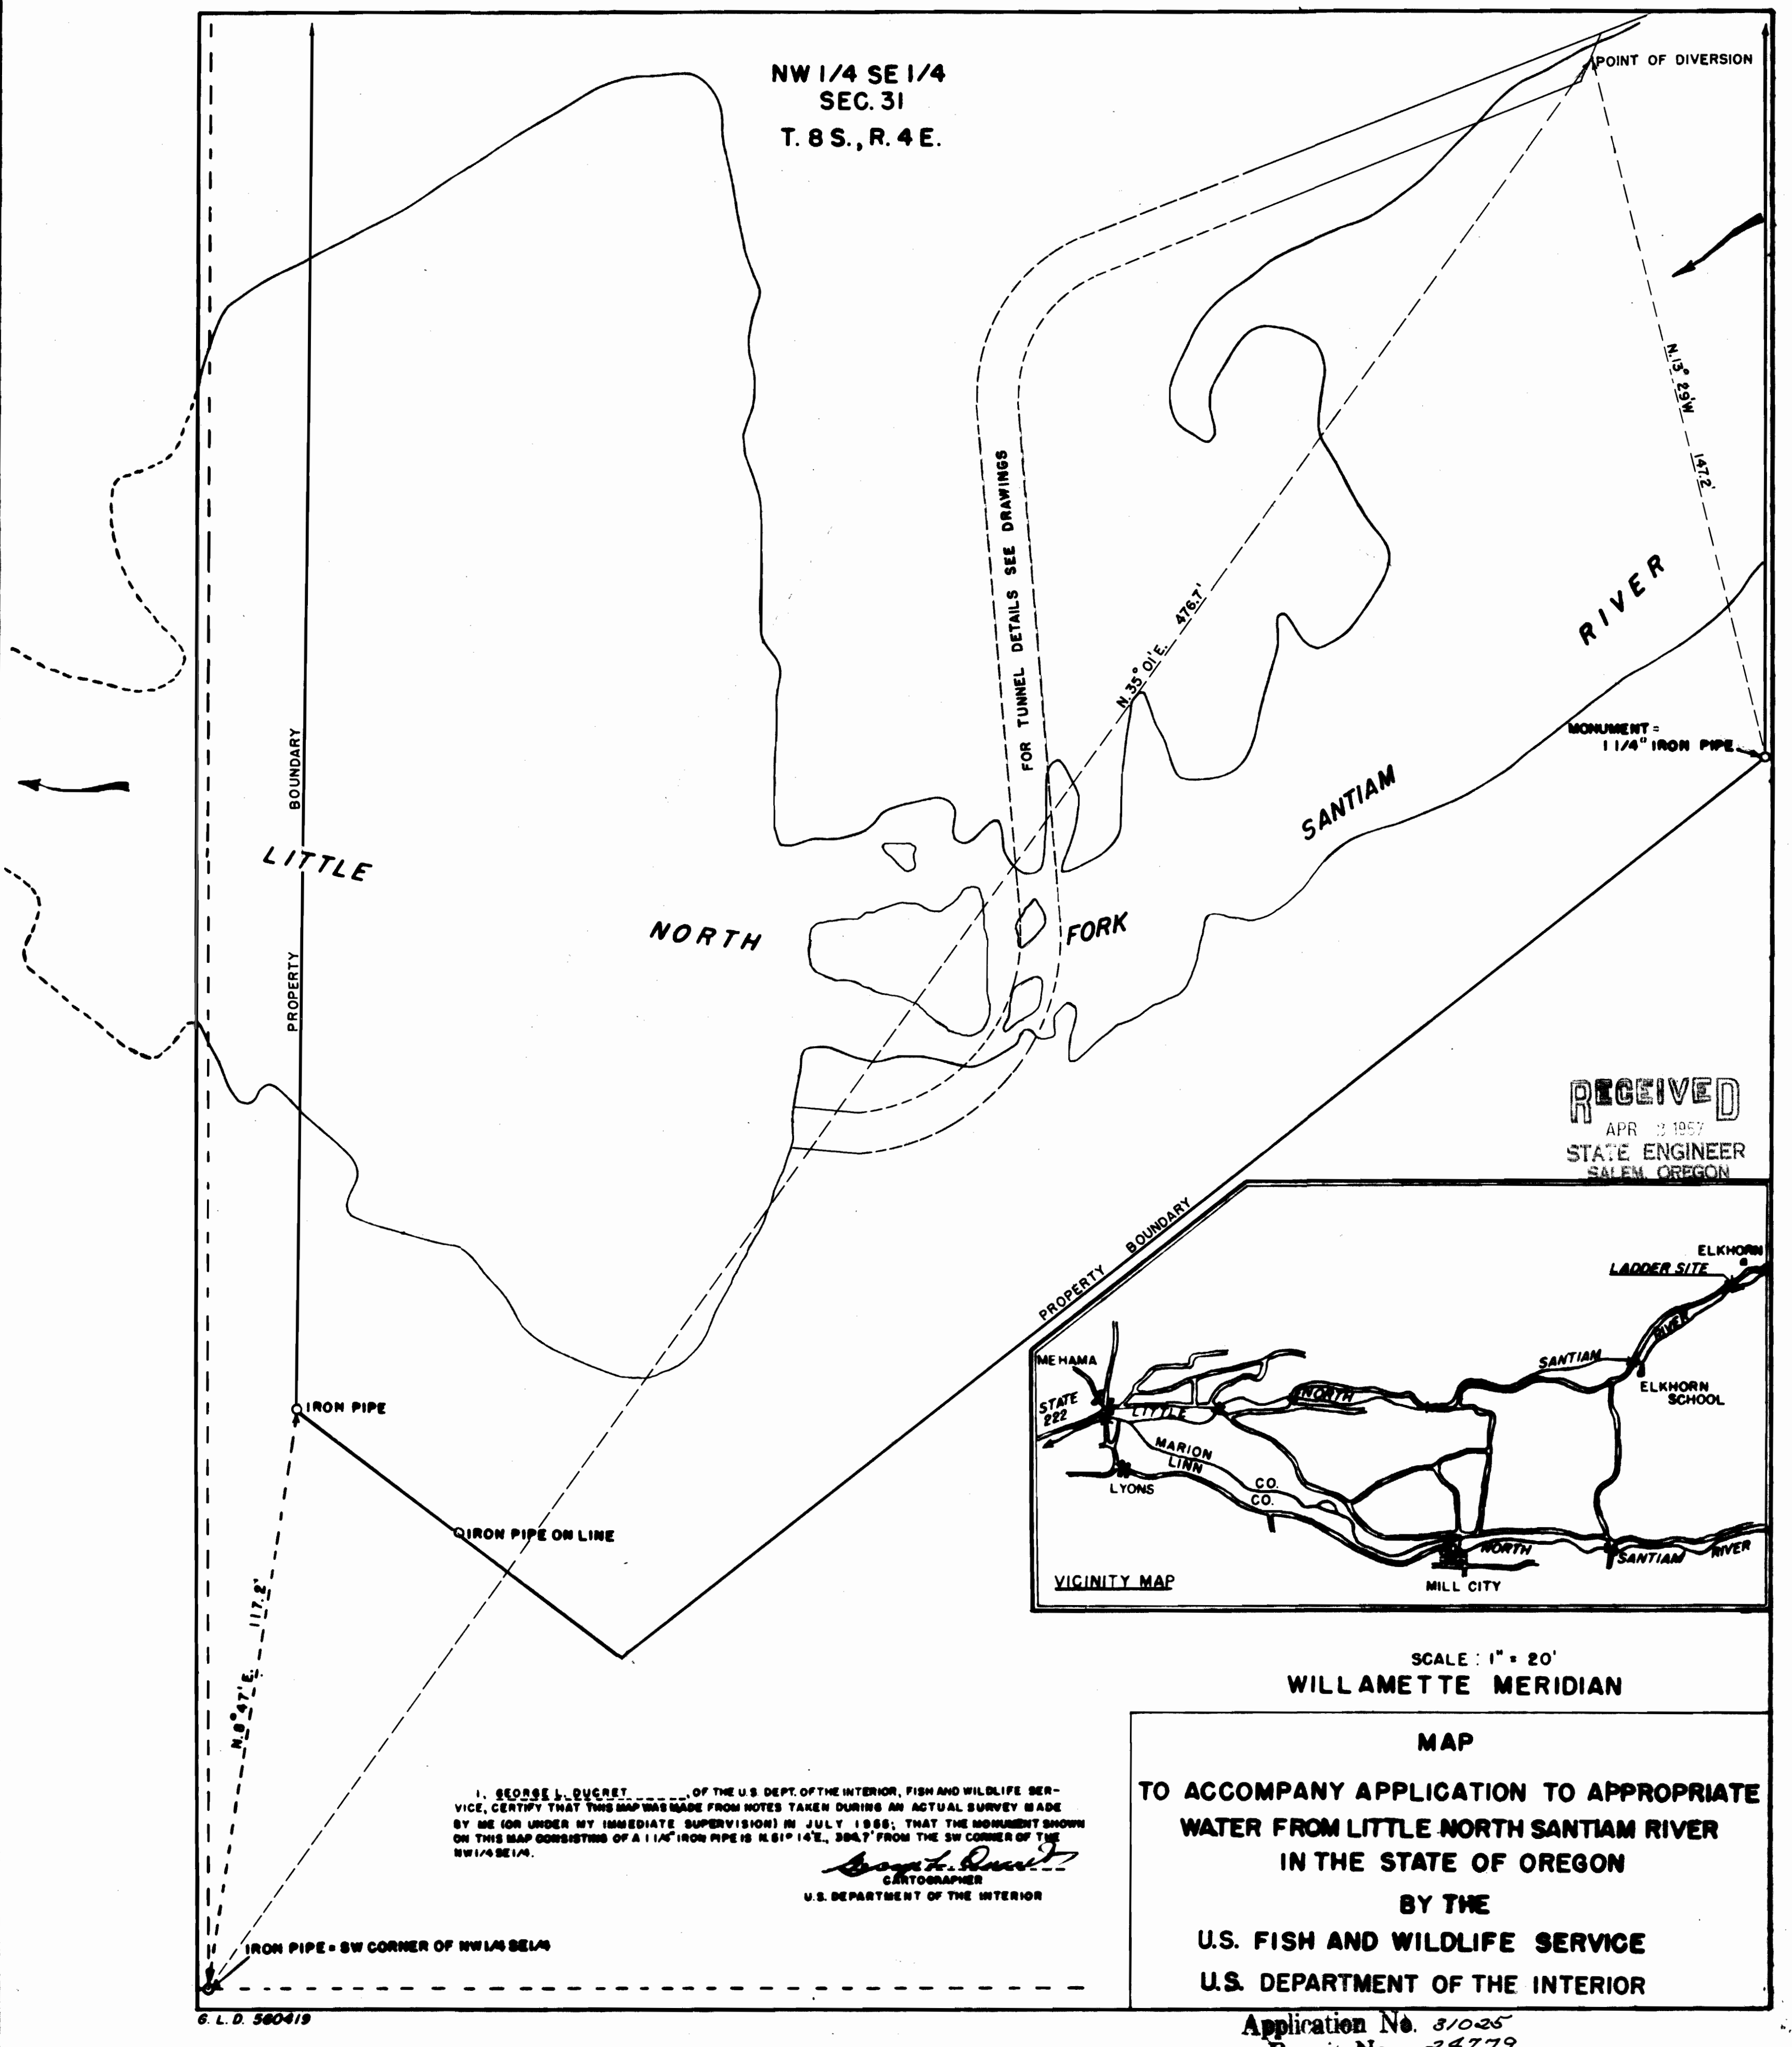 NW 1/4 SE 1/4
SEC. 31
T. 8 S., R. 4 E.
POINT OF DIVERSION
N. 13° 29' W 147.2'
FOR TUNNEL DETAILS SEE DRAWINGS
N. 35° 01' E. 476.7'
RIVER
SANTIAM
MONUMENT =
1 1/4" IRON PIPE
PROPERTY BOUNDARY
LITTLE
NORTH
FORK
RECEIVED
APR 1957
STATE ENGINEER
SALEM, OREGON
PROPERTY BOUNDARY
ELKHORN
LADDER SITE
RIVER
SANTIAM
ELKHORN
SCHOOL
MEHAMA
STATE
222
LITTLE
NORTH
MARION
LINN
CO.
CO.
LYONS
NORTH
SANTIAM
RIVER
MILL CITY
VICINITY MAP
IRON PIPE
IRON PIPE ON LINE
N. 8° 47' E. 117.2'
SCALE : 1" = 20'
WILLAMETTE MERIDIAN
MAP
TO ACCOMPANY APPLICATION TO APPROPRIATE
WATER FROM LITTLE NORTH SANTIAM RIVER
IN THE STATE OF OREGON
BY THE
U.S. FISH AND WILDLIFE SERVICE
U.S. DEPARTMENT OF THE INTERIOR
I, GEORGE L. DUCRET, OF THE U.S. DEPT. OF THE INTERIOR, FISH AND WILDLIFE SER-
VICE, CERTIFY THAT THIS MAP WAS MADE FROM NOTES TAKEN DURING AN ACTUAL SURVEY MADE
BY ME (OR UNDER MY IMMEDIATE SUPERVISION) IN JULY ; THAT THE MONUMENT SHOWN
ON THIS MAP CONSISTING OF A 1 1/4" IRON PIPE IS N. 61° 14' E., FROM THE SW CORNER OF THE
NW 1/4 SE 1/4.
George L. Ducret
CARTOGRAPHER
U.S. DEPARTMENT OF THE INTERIOR
IRON PIPE = SW CORNER OF NW 1/4 SE 1/4
G. L. D. 560419
Application No. 31025